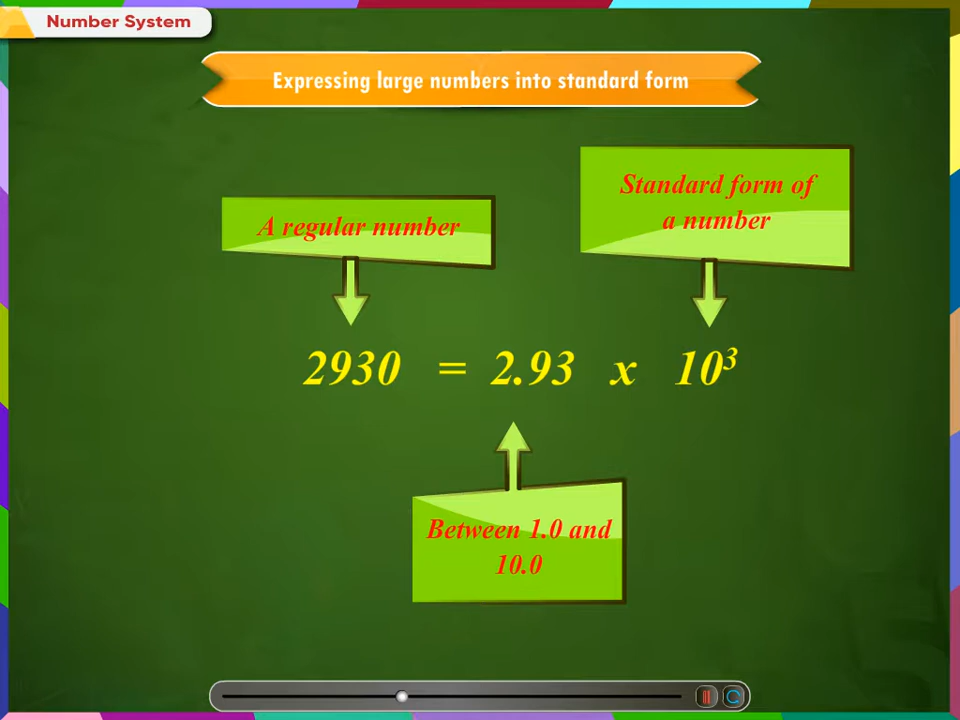 Number System
Expressing large numbers into standard form
Standard form of
a number
A regular number
2930 = 2.93 x 10³
Between 1.0 and
10.0